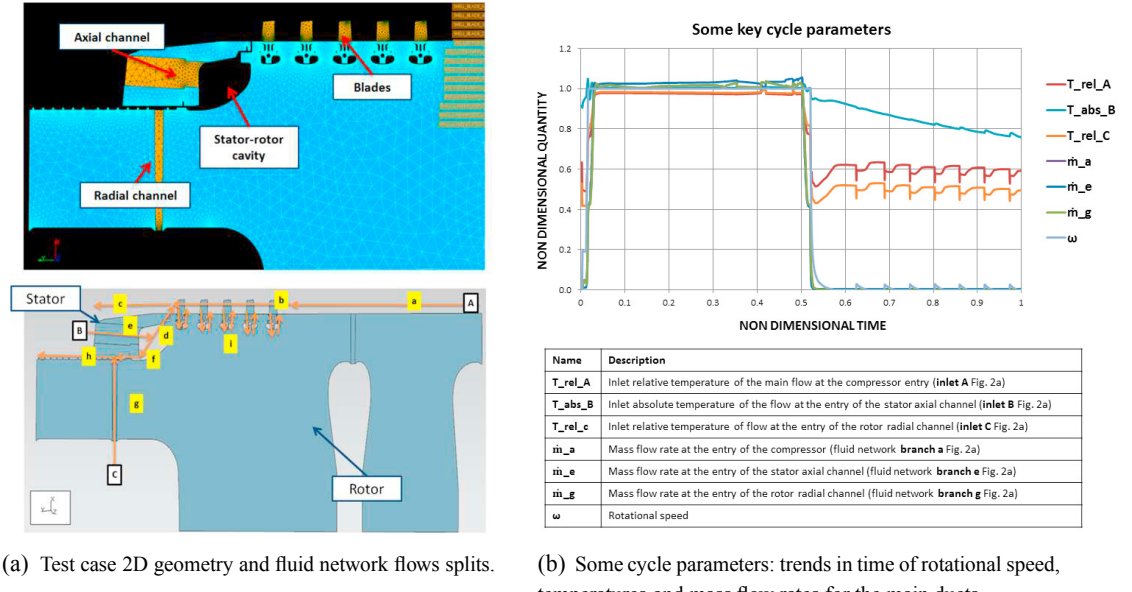 Axial channel
Blades
Stator-rotor
cavity
Radial channel
Stator
c
b
a
A
B
e
d
h
f
i
g
C
Rotor
(a) Test case 2D geometry and fluid network flows splits.
Some key cycle parameters
NON DIMENSIONAL QUANTITY
1.2
1.0
0.8
0.6
0.4
0.2
0.0
0 0.1 0.2 0.3 0.4 0.5 0.6 0.7 0.8 0.9 1
NON DIMENSIONAL TIME
T_rel_A
T_abs_B
T_rel_C
ṁ_a
ṁ_e
ṁ_g
ω
Name Description
T_rel_A Inlet relative temperature of the main flow at the compressor entry (inlet A Fig. 2a)
T_abs_B Inlet absolute temperature of the flow at the entry of the stator axial channel (inlet B Fig. 2a)
T_rel_c Inlet relative temperature of flow at the entry of the rotor radial channel (inlet C Fig. 2a)
ṁ_a Mass flow rate at the entry of the compressor (fluid network branch a Fig. 2a)
ṁ_e Mass flow rate at the entry of the stator axial channel (fluid network branch e Fig. 2a)
ṁ_g Mass flow rate at the entry of the rotor radial channel (fluid network branch g Fig. 2a)
ω Rotational speed
(b) Some cycle parameters: trends in time of rotational speed,
temperatures and mass flow rates for the main ducts